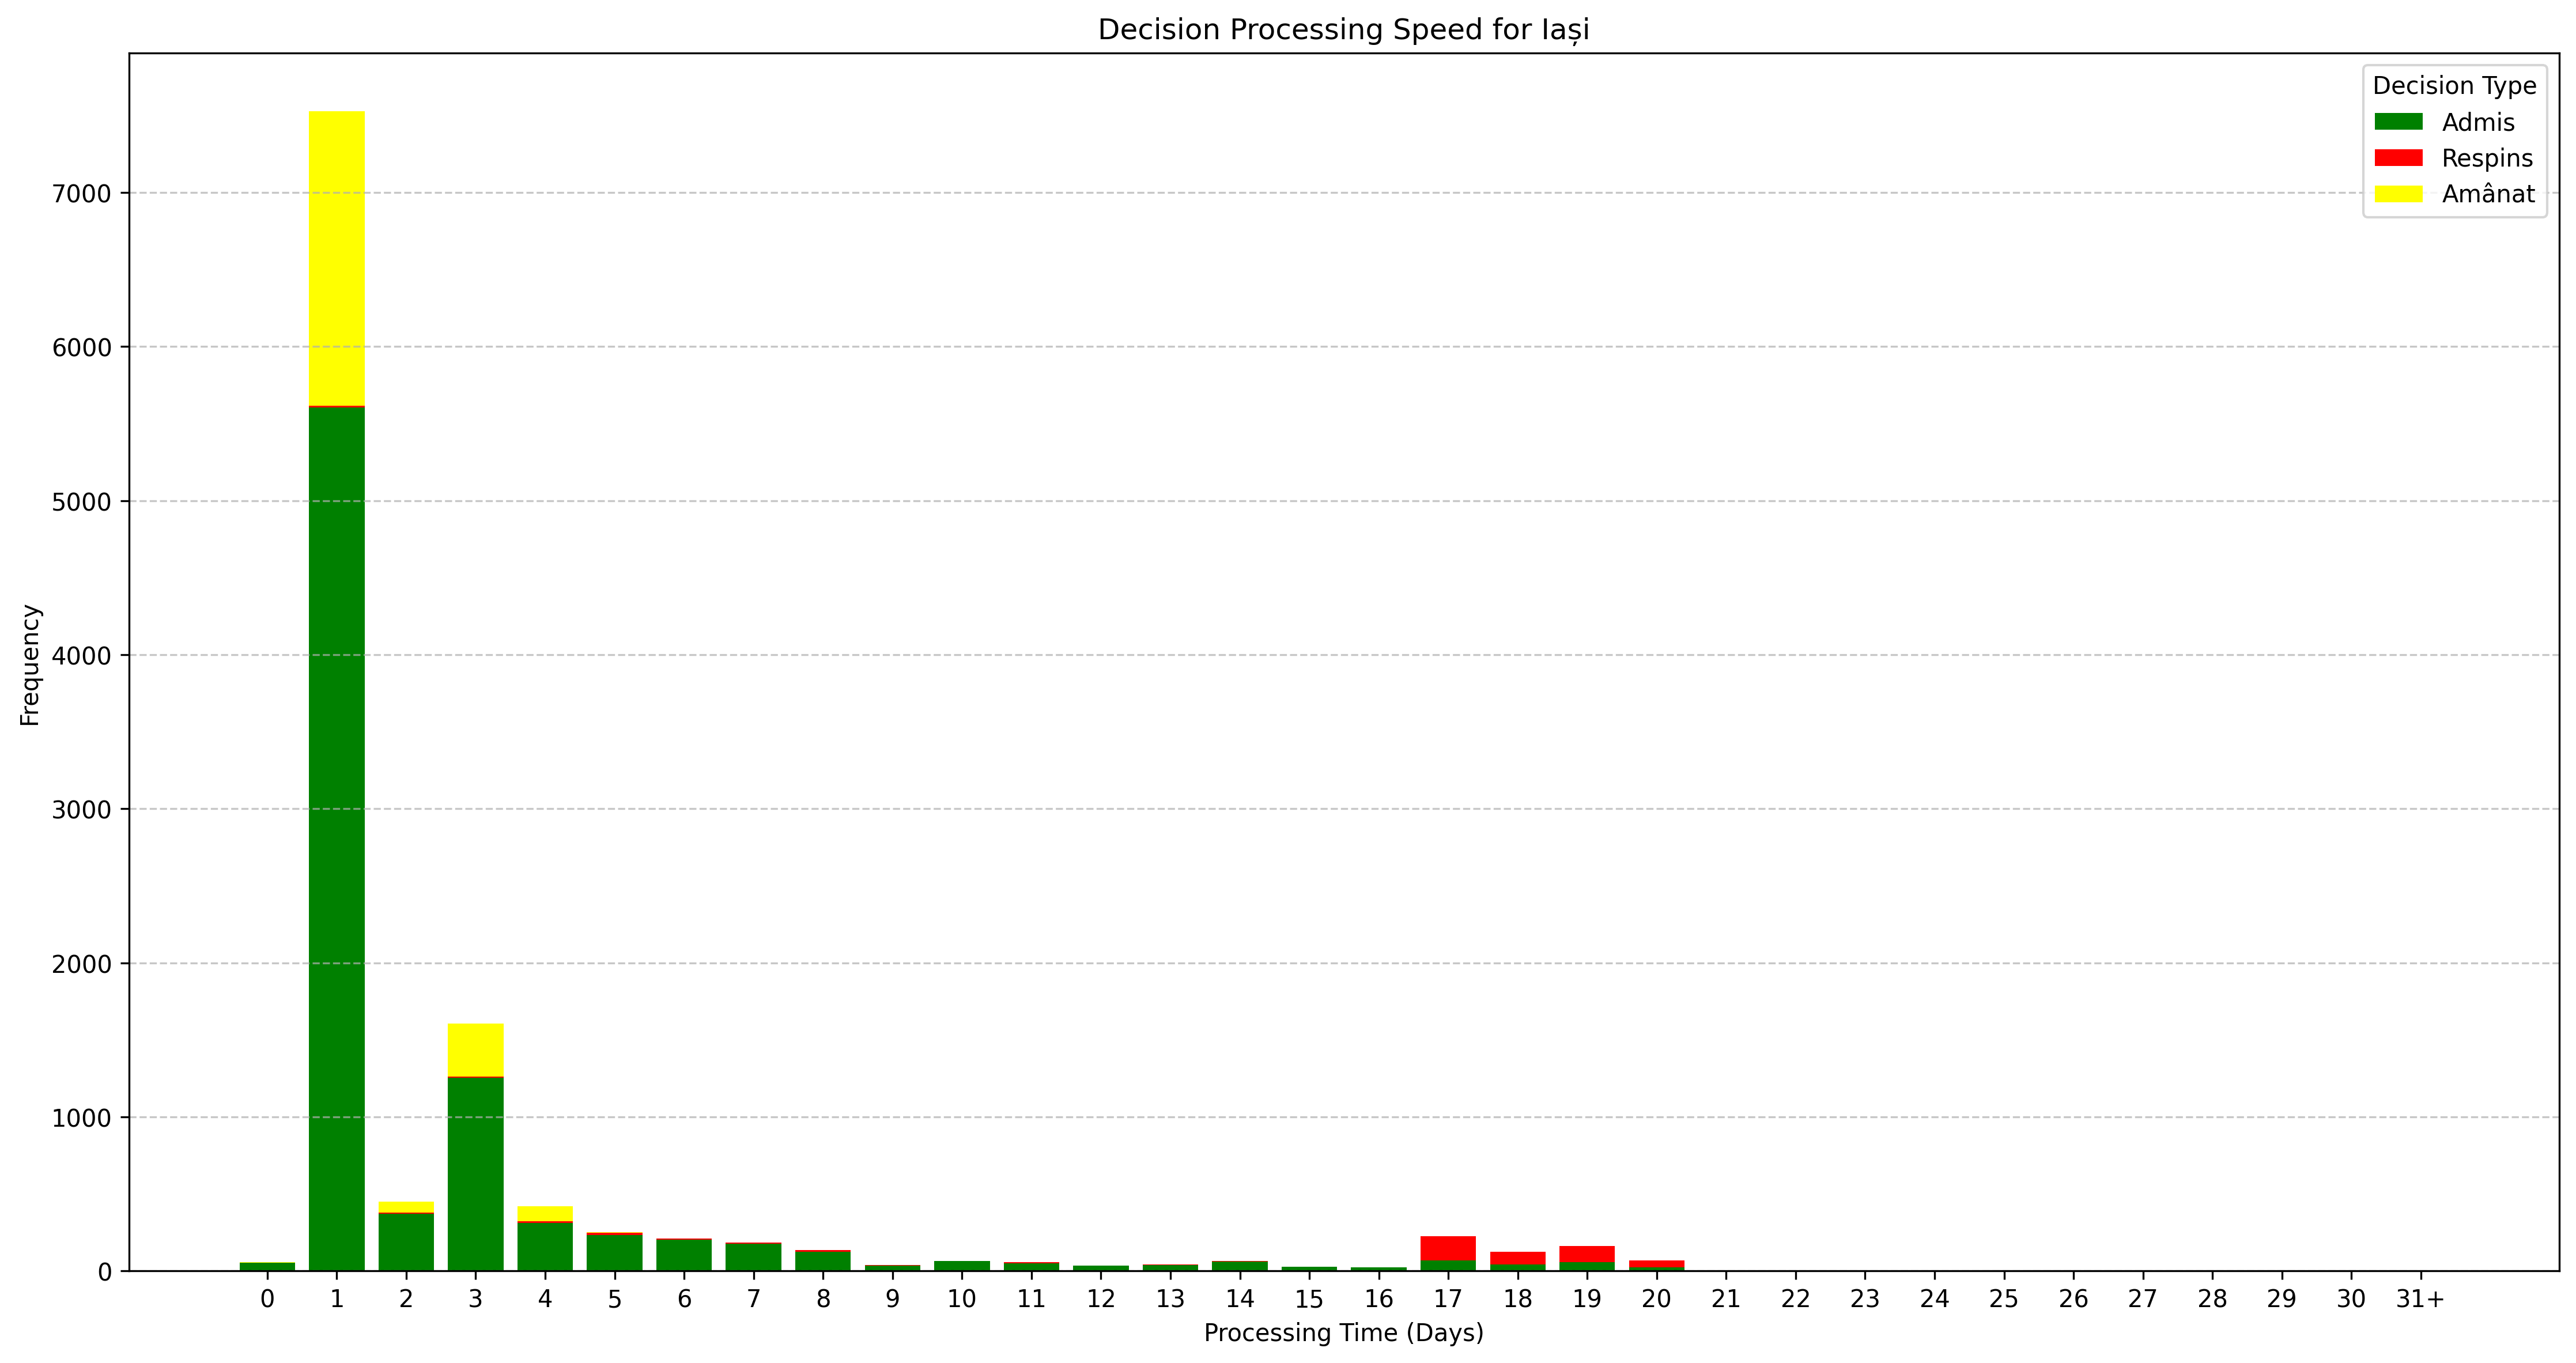 Decision Processing Speed for Iași
Decision Type
Admis
Respins
Amânat
Frequency
7000
6000
5000
4000
3000
2000
1000
0
0 1 2 3 4 5 6 7 8 9 10 11 12 13 14 15 16 17 18 19 20 21 22 23 24 25 26 27 28 29 30 31+
Processing Time (Days)